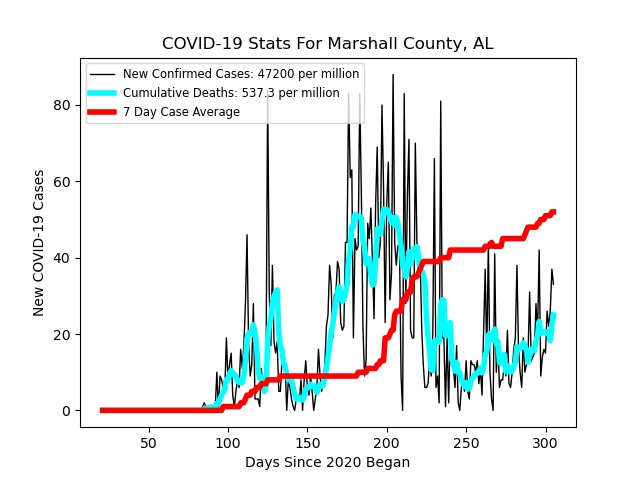 COVID-19 Stats For Marshall County, AL
New Confirmed Cases: 47200 per million
Cumulative Deaths: 537.3 per million
7 Day Case Average
New COVID-19 Cases
80
60
40
20
0
50 100 150 200 250 300
Days Since 2020 Began